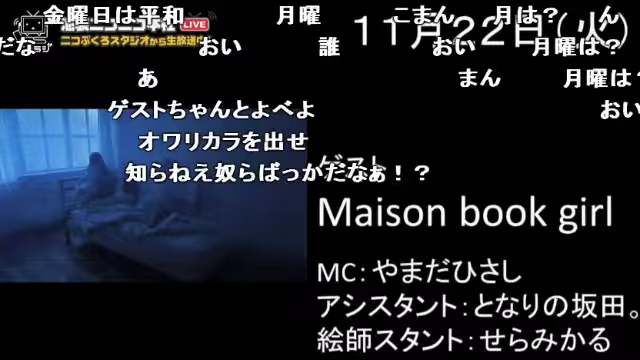 金曜日は平和
月曜
こまん
月は？
ん
LIVE
ニコぶくろスタジオから生放送中
11月22日(火)
だな~
おい
誰
おい
月曜は？
あ
まん
月曜は？
ゲストちゃんとよべよ
おい
オワリカラを出せ
ゲスト
知らねえ奴らばっかだなぁ！？
Maison book girl
MC：やまだひさし
アシスタント：となりの坂田。
絵師スタント：せらみかる